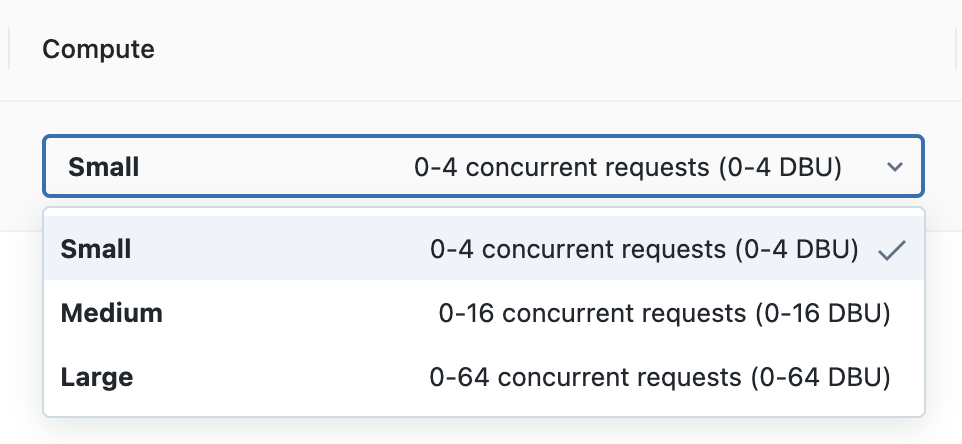 Compute
Small 0-4 concurrent requests (0-4 DBU)
Small 0-4 concurrent requests (0-4 DBU)
Medium 0-16 concurrent requests (0-16 DBU)
Large 0-64 concurrent requests (0-64 DBU)